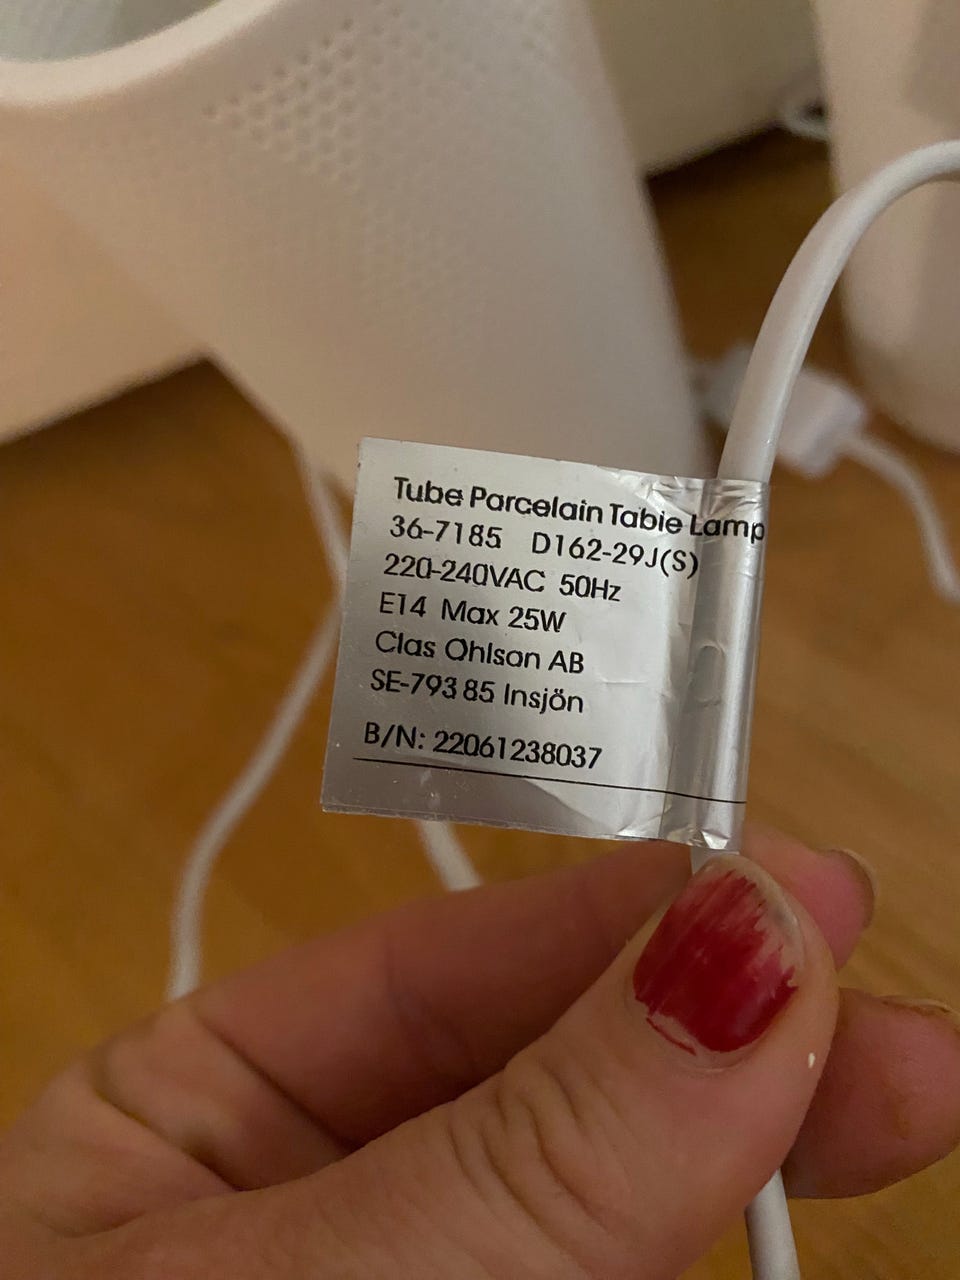 Tube Parcelain Tabie Lamp
36-7185 D162-29J(S)
220-240VAC 50Hz
E14 Max 25W
Clas Ohlson AB
SE-793 85 Insjön
B/N: 22061238037